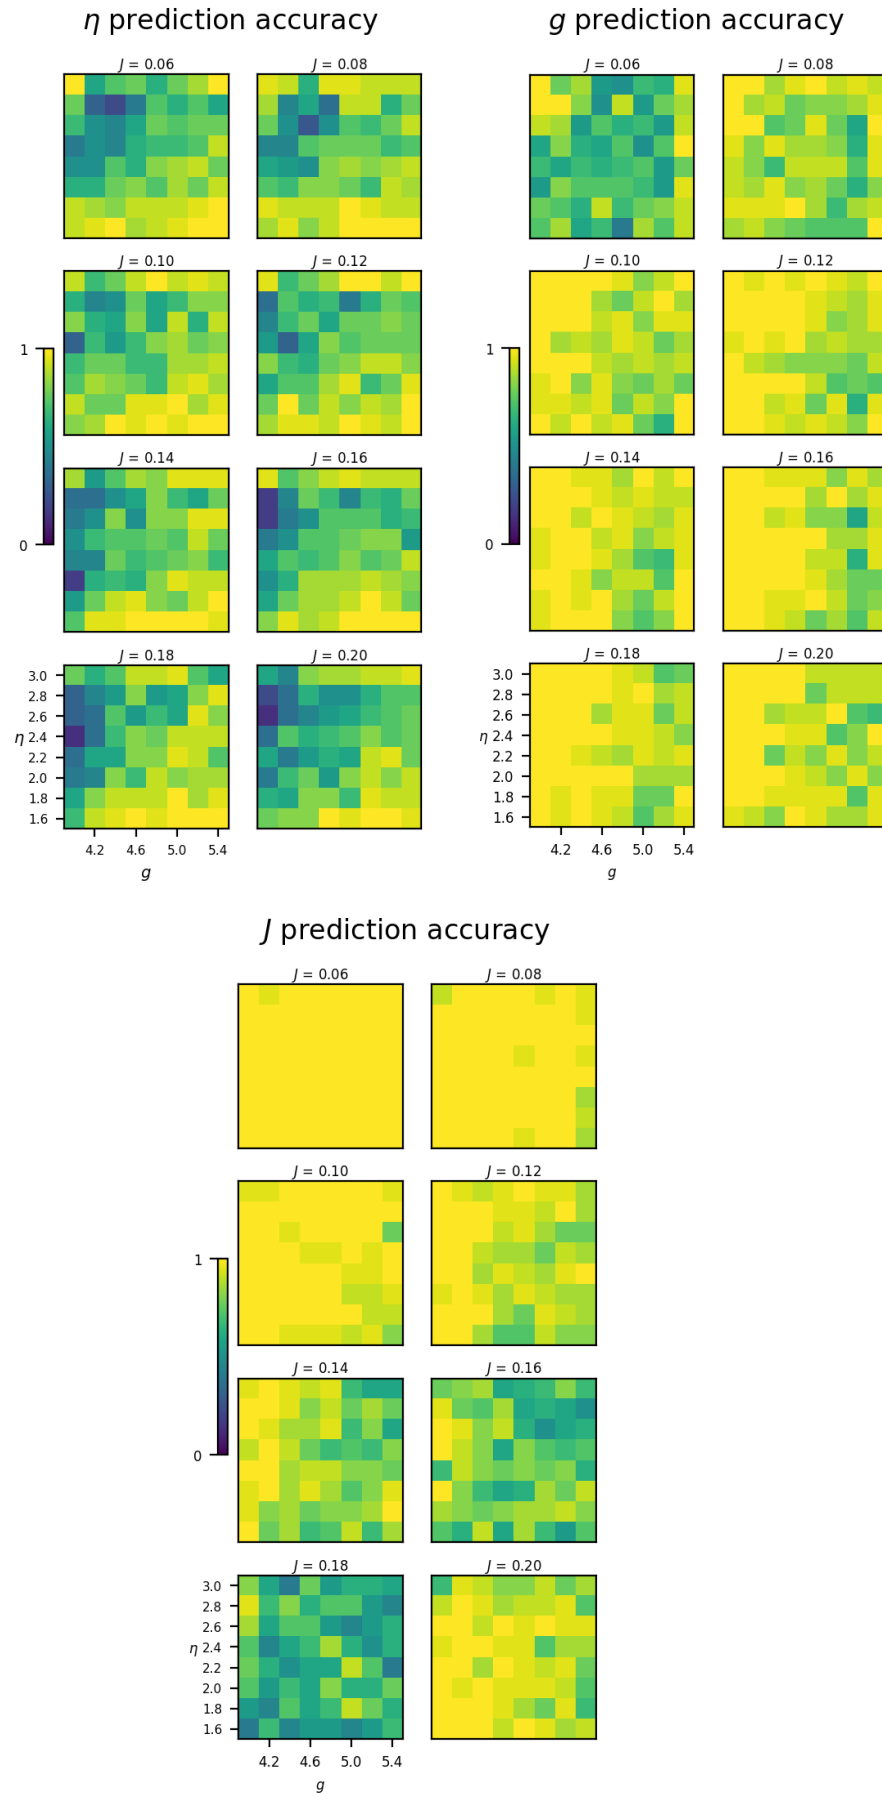 η prediction accuracy
J = 0.06
J = 0.08
J = 0.10
J = 0.12
1
0
J = 0.14
J = 0.16
J = 0.18
J = 0.20
3.0
2.8
2.6
η 2.4
2.2
2.0
1.8
1.6
4.2 4.6 5.0 5.4
g
g prediction accuracy
J = 0.06
J = 0.08
J = 0.10
J = 0.12
1
0
J = 0.14
J = 0.16
J = 0.18
J = 0.20
3.0
2.8
2.6
η 2.4
2.2
2.0
1.8
1.6
4.2 4.6 5.0 5.4
g
J prediction accuracy
J = 0.06
J = 0.08
J = 0.10
J = 0.12
1
0
J = 0.14
J = 0.16
J = 0.18
J = 0.20
3.0
2.8
2.6
η 2.4
2.2
2.0
1.8
1.6
4.2 4.6 5.0 5.4
g